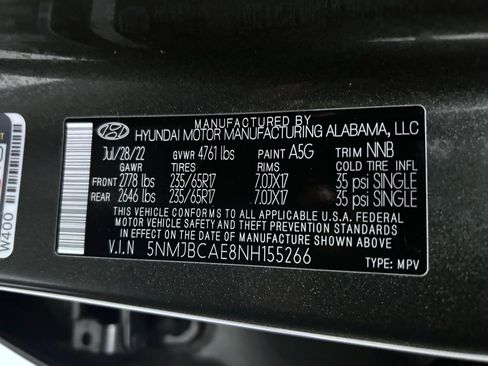 MANUFACTURED BY
HYUNDAI MOTOR MANUFACTURING ALABAMA, LLC
Jul/28/22 GVWR 4761 lbs PAINT A5G TRIM NNB
GAWR TIRES RIMS COLD TIRE INFL
FRONT 2778 lbs 235/65R17 7.0JX17 35 psi SINGLE
REAR 2646 lbs 235/65R17 7.0JX17 35 psi SINGLE
THIS VEHICLE CONFORMS TO ALL APPLICABLE U.S.A. FEDERAL
MOTOR VEHICLE SAFETY, AND THEFT PREVENTION STANDARDS
IN EFFECT ON THE DATE OF MANUFACTURE SHOWN ABOVE.
V.I.N 5NMJBCAE8NH155266
TYPE: MPV
W400